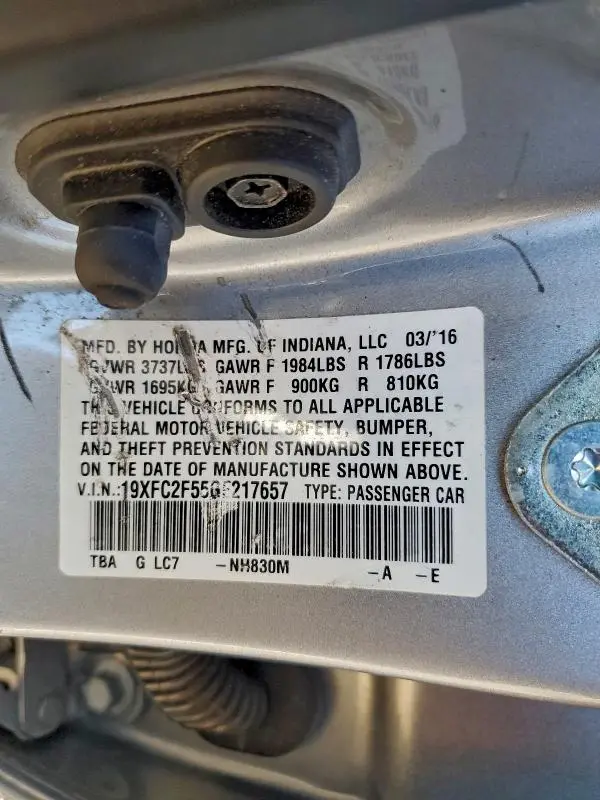 MFD. BY HONDA MFG. OF INDIANA, LLC 03/'16
GVWR 3737LBS GAWR F 1984LBS R 1786LBS
GVWR 1695KG GAWR F 900KG R 810KG
THIS VEHICLE CONFORMS TO ALL APPLICABLE
FEDERAL MOTOR VEHICLE SAFETY, BUMPER,
AND THEFT PREVENTION STANDARDS IN EFFECT
ON THE DATE OF MANUFACTURE SHOWN ABOVE.
V.I.N.:19XFC2F55GE217657 TYPE: PASSENGER CAR
TBA G LC7 -NH830M -A -E